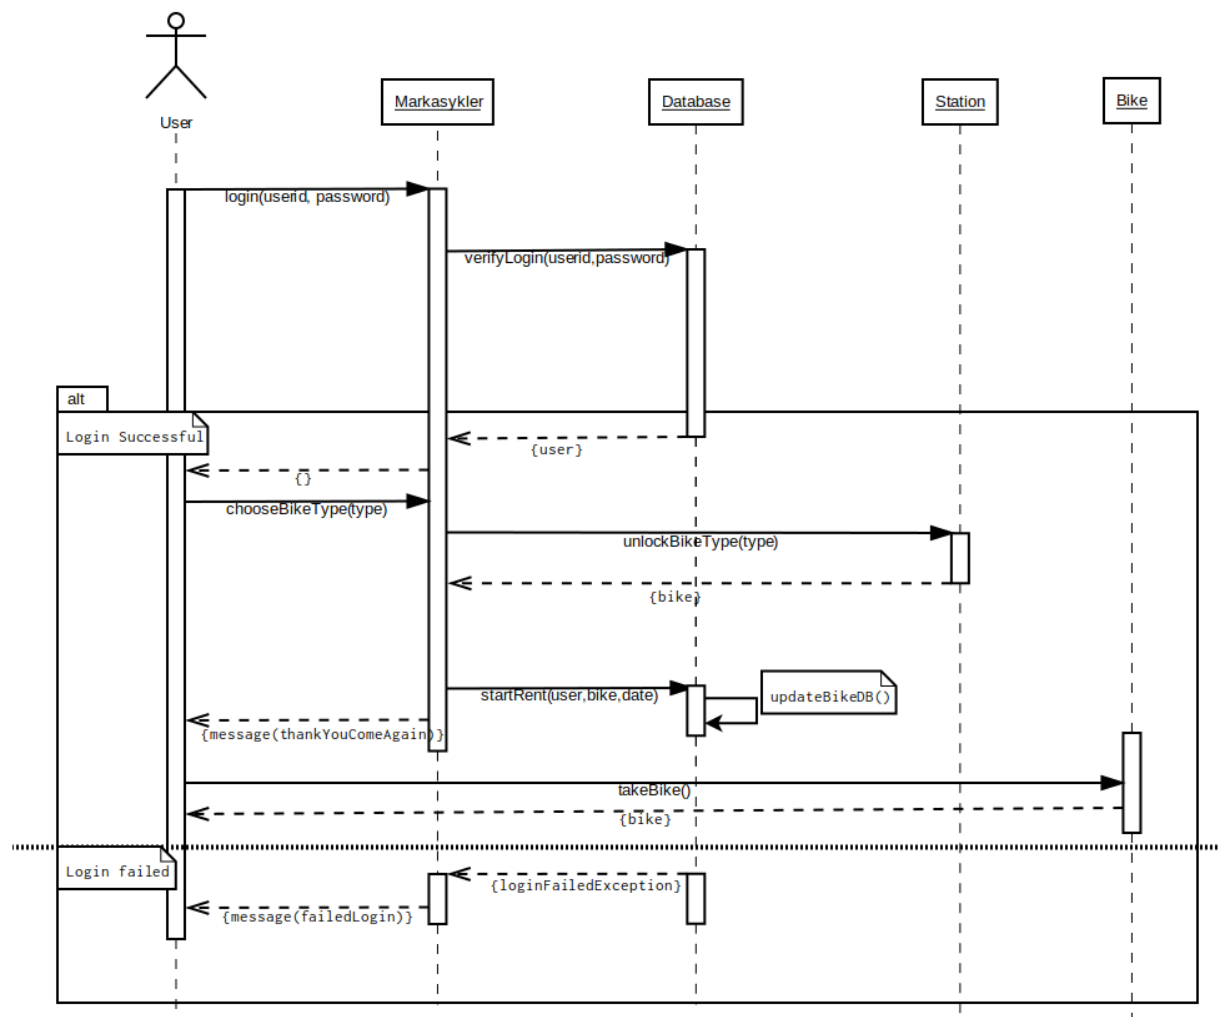 User
Markasykler
Database
Station
Bike
login(userid, password)
verifyLogin(userid,password)
alt
Login Successful
{user}
{}
chooseBikeType(type)
unlockBikeType(type)
{bike}
startRent(user,bike,date)
updateBikeDB()
{message(thankYouComeAgain)}
takeBike()
{bike}
Login failed
{loginFailedException}
{message(failedLogin)}